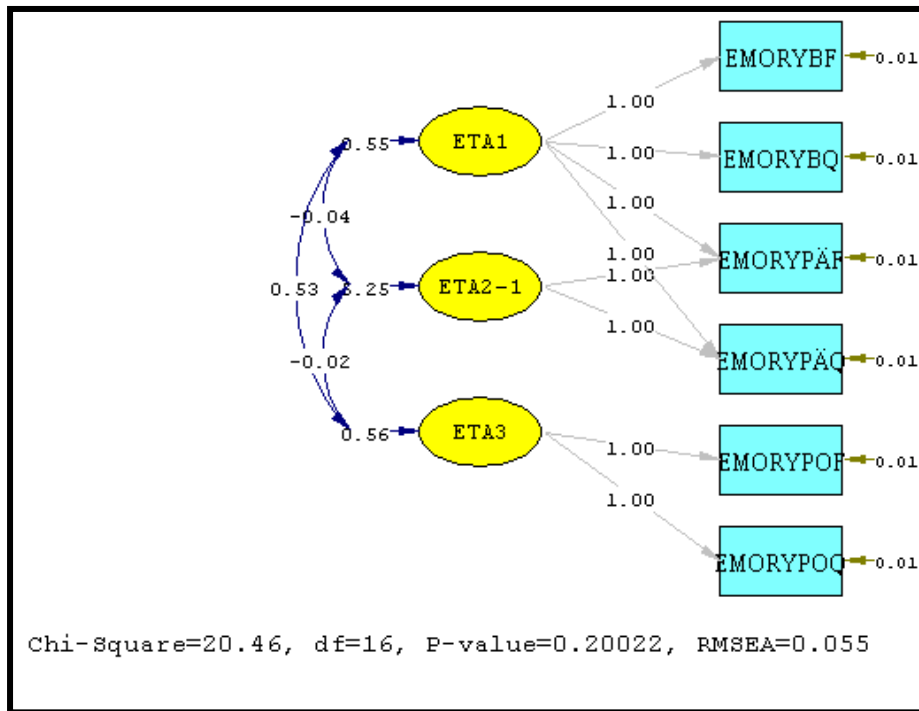 EMORYBF
0.01
1.00
0.55
ETA1
1.00
EMORYBQ
0.01
1.00
-0.04
EMORYPÄF
0.01
1.00
1.00
0.53
ETA2-1
1.00
-0.02
EMORYPÄQ
0.01
0.56
ETA3
1.00
EMORYPOF
0.01
1.00
EMORYPOQ
0.01
Chi-Square=20.46, df=16, P-value=0.20022, RMSEA=0.055